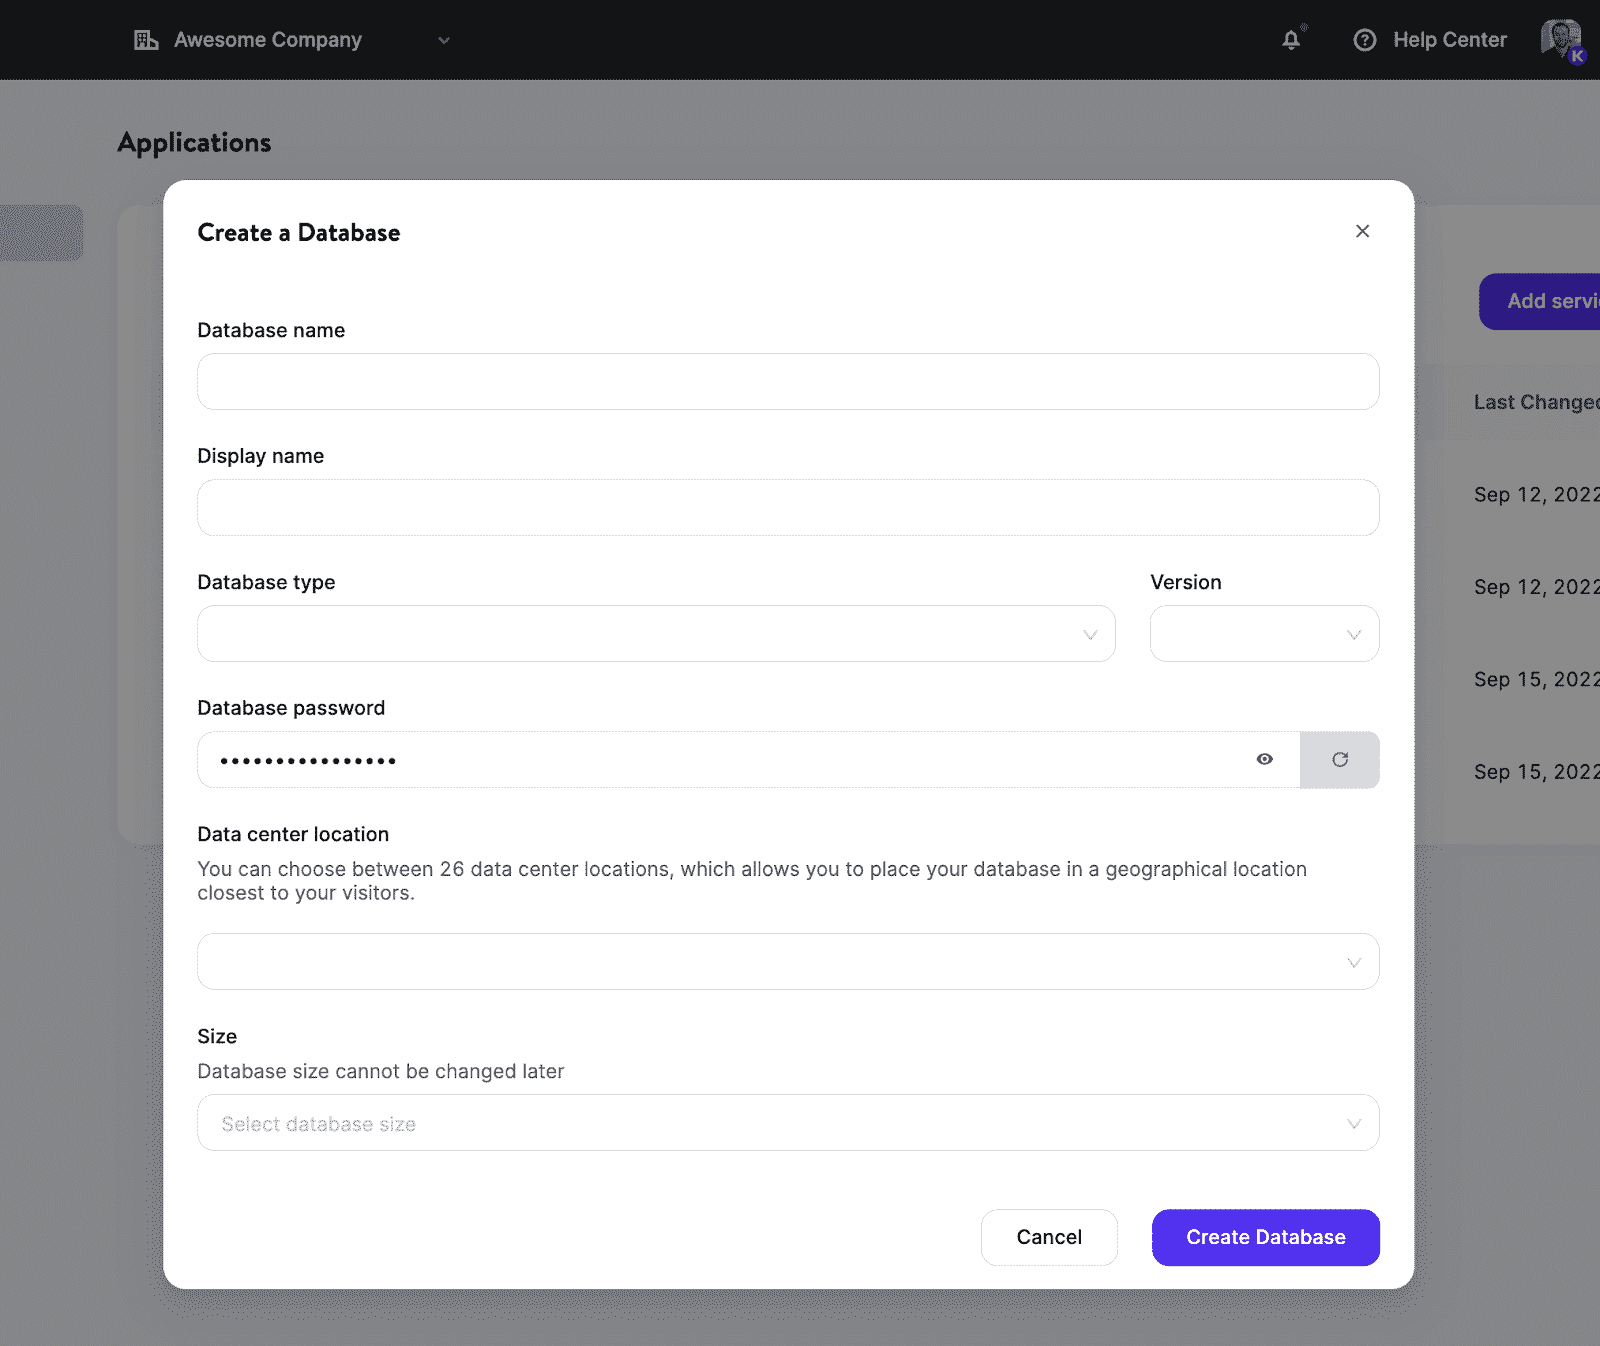 Awesome Company
Help Center
K
Applications
Create a Database
Add servi
Database name
Last Changed
Display name
Sep 12, 2022
Database type
Version
Sep 12, 2022
Database password
Sep 15, 2022
••••••••••••••••
Sep 15, 2022
Data center location
You can choose between 26 data center locations, which allows you to place your database in a geographical location
closest to your visitors.
Size
Database size cannot be changed later
Select database size
Cancel
Create Database